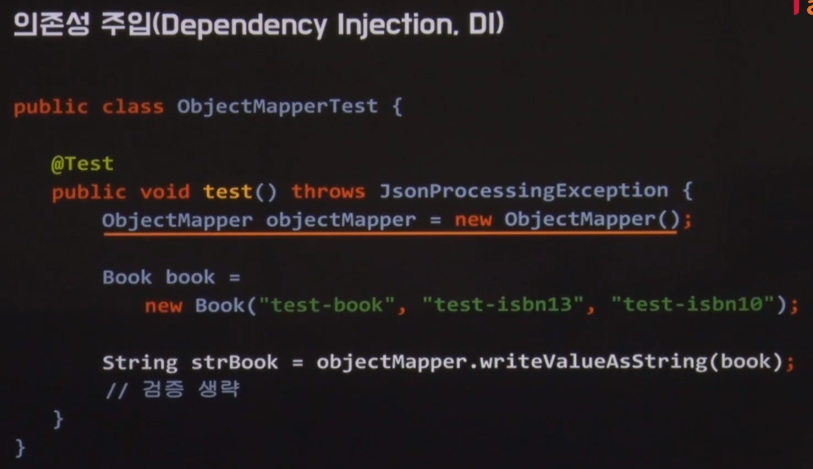 의존성 주입(Dependency Injection, DI)
public class ObjectMapperTest {
@Test
public void test() throws JsonProcessingException {
ObjectMapper objectMapper = new ObjectMapper();
Book book =
new Book("test-book", "test-isbn13", "test-isbn10");
String strBook = objectMapper.writeValueAsString(book);
// 검증 생략
}
}